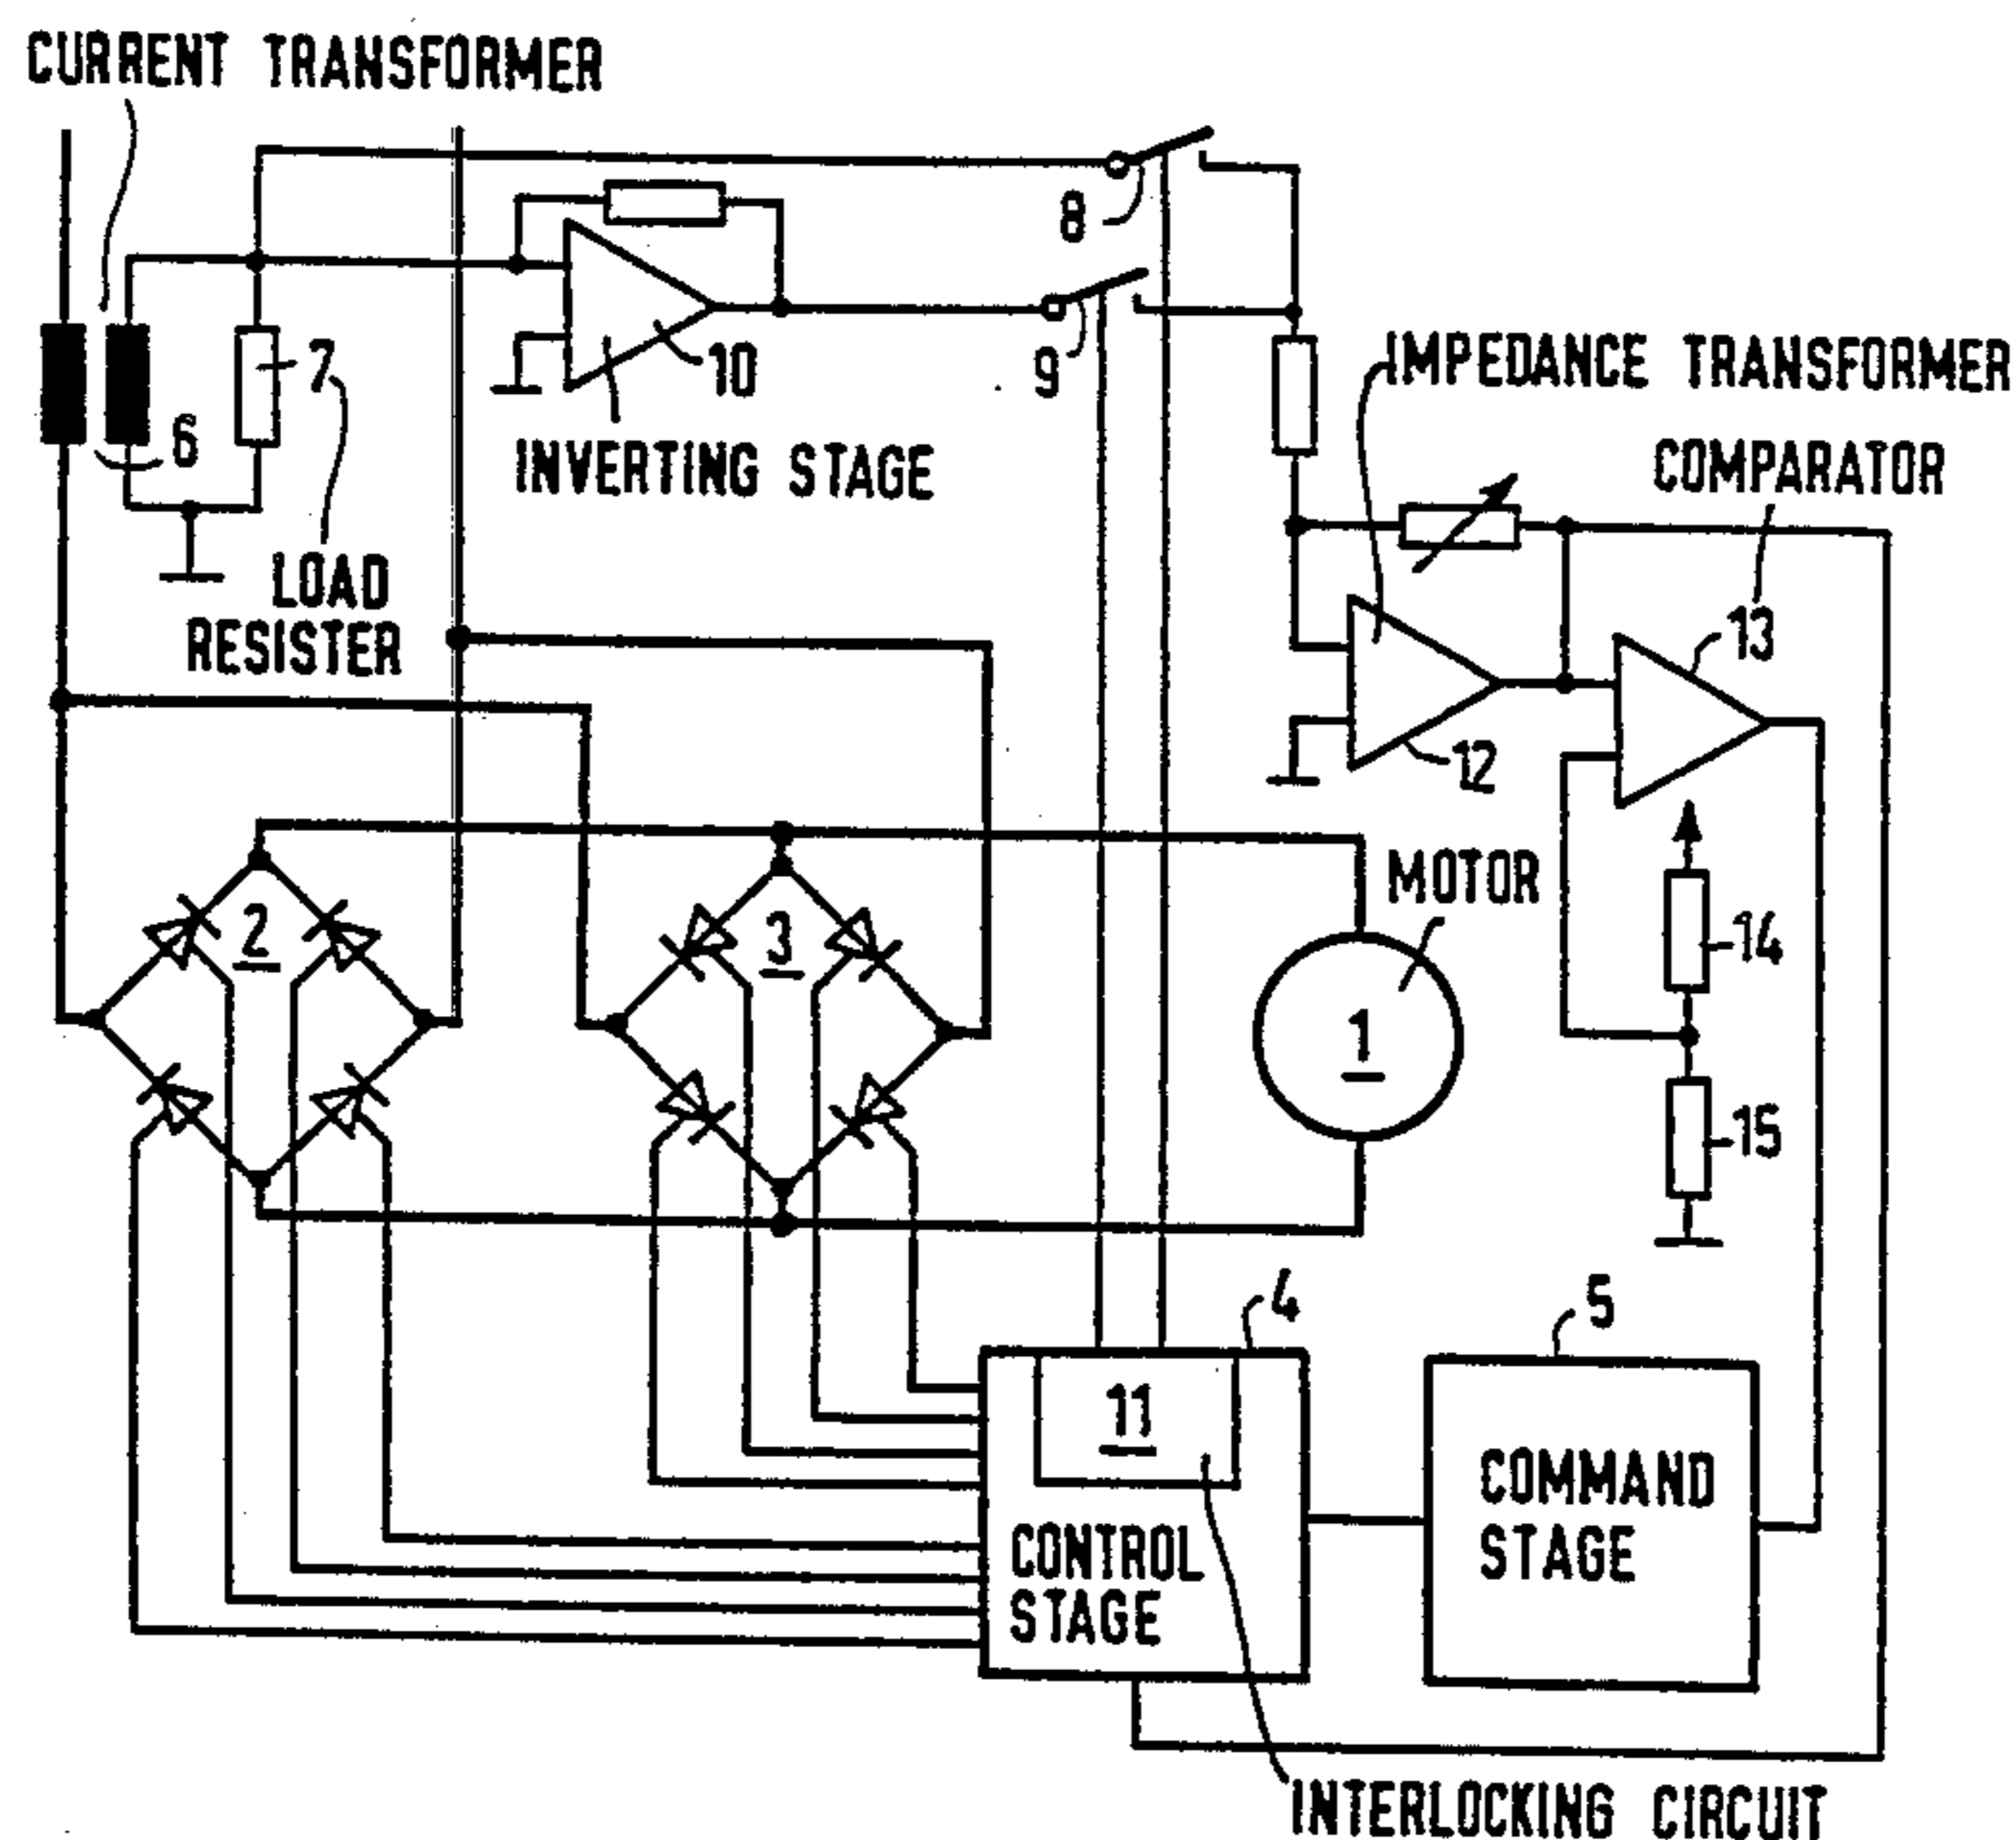 CURRENT TRANSFORMER
8
9
10
7
6
INVERTING STAGE
IMPEDANCE TRANSFORMER
COMPARATOR
LOAD
RESISTER
13
12
MOTOR
2
3
1
14
15
4
5
11
CONTROL
STAGE
COMMAND
STAGE
INTERLOCKING CIRCUIT